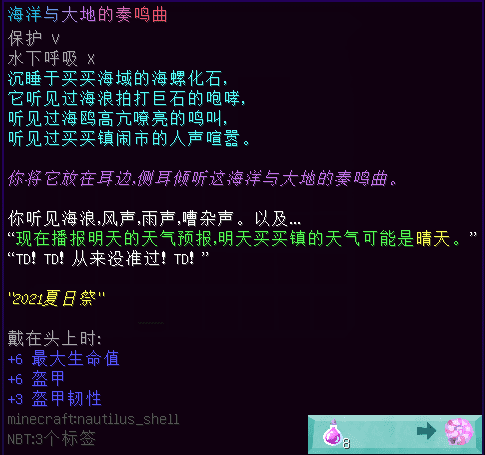 海洋与大地的奏鸣曲
保护 V
水下呼吸 X
沉睡于买买海域的海螺化石,
它听见过海浪拍打巨石的咆哮,
听见过海鸥高亢嘹亮的鸣叫,
听见过买买镇闹市的人声喧嚣。
你将它放在耳边,侧耳倾听这海洋与大地的奏鸣曲。
你听见海浪,风声,雨声,嘈杂声。以及...
“现在播报明天的天气预报,明天买买镇的天气可能是晴天。”
“TD! TD! 从来没准过! TD! ”
"2021夏日祭"
戴在头上时:
+6 最大生命值
+6 盔甲
+3 盔甲韧性
minecraft:nautilus_shell
NBT:3个标签
8